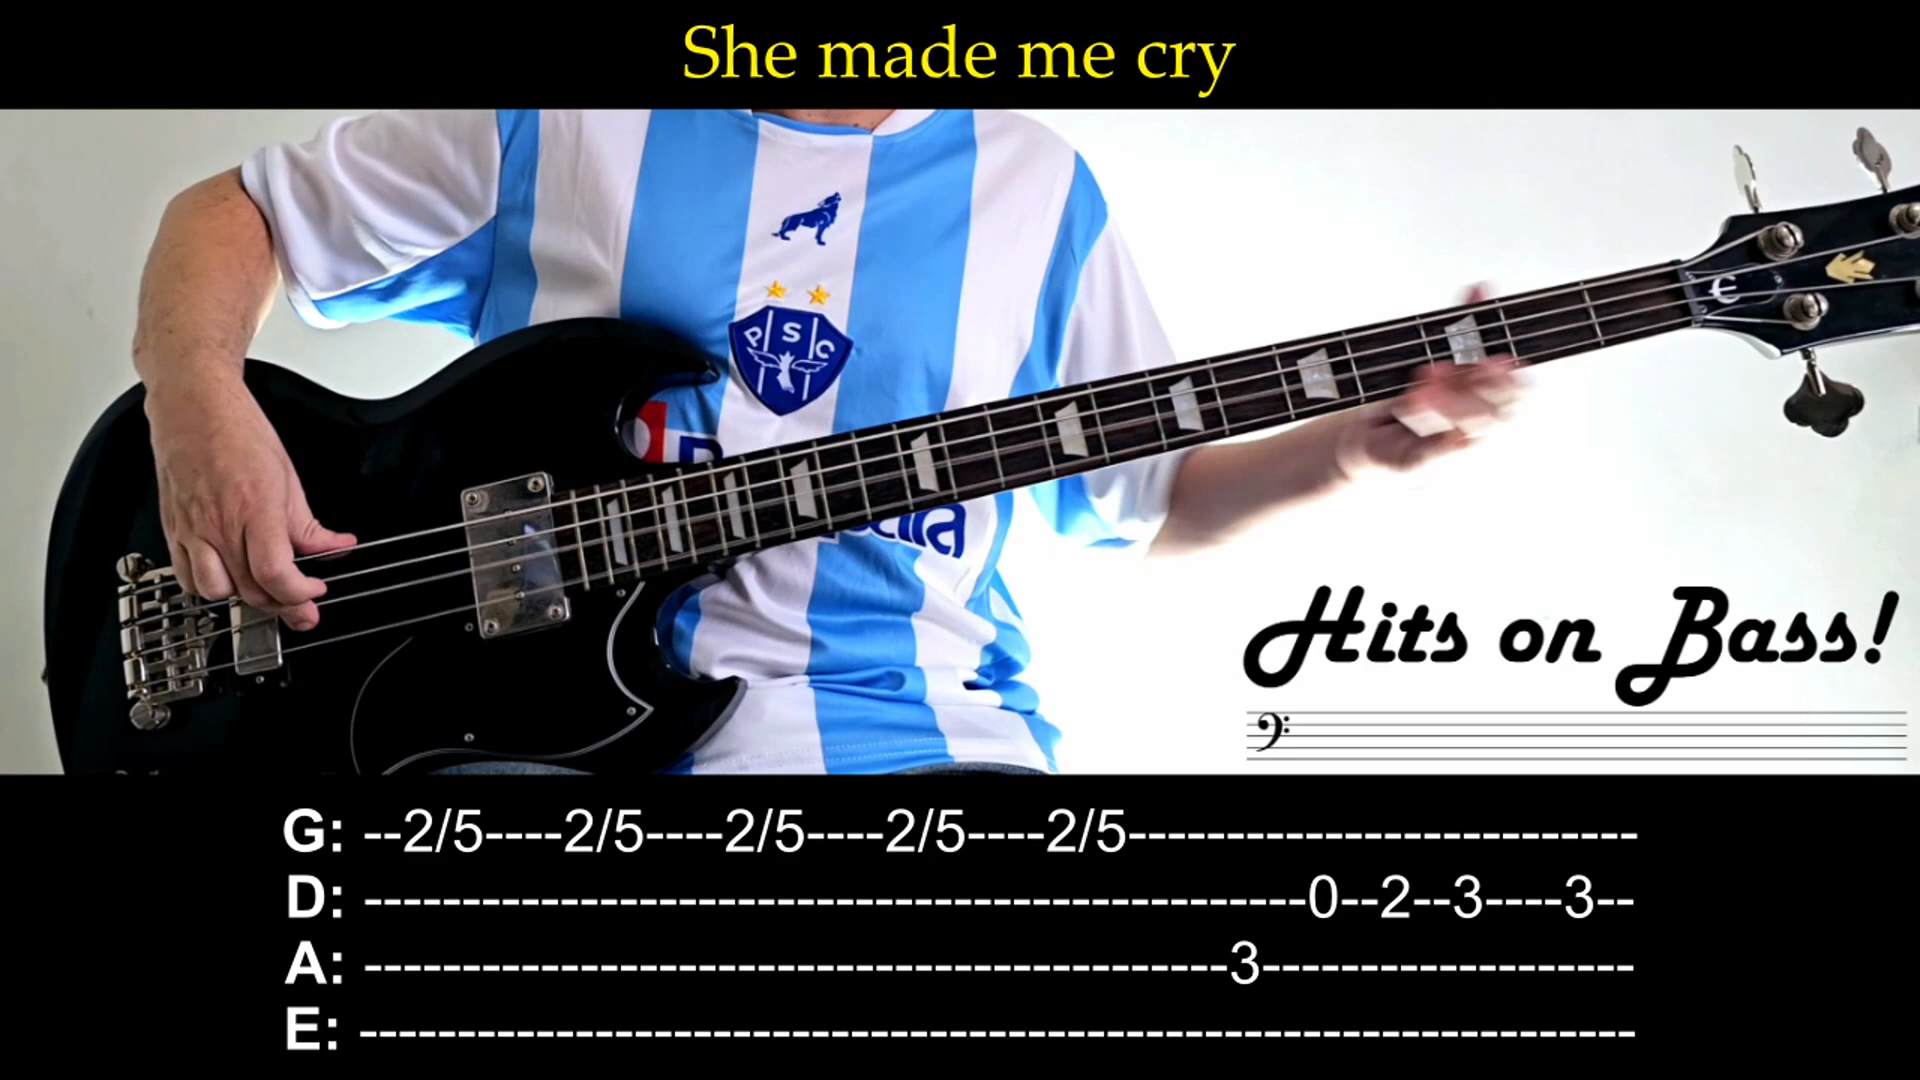 She made me cry
PSC
Hits on Bass!
G: --2/5----2/5----2/5----2/5----2/5--------------------------
D: ------------------------------------------------0--2--3----3--
A: --------------------------------------------3-------------------
E: -----------------------------------------------------------------